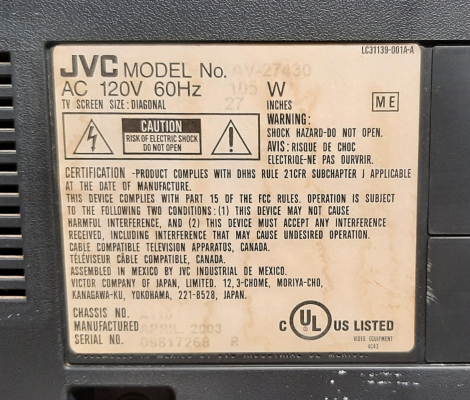 LC31139-001A-A
JVC MODEL No. AV-27430
AC 120V 60Hz 105 W
TV SCREEN SIZE: DIAGONAL 27 INCHES
ME
CAUTION
RISK OF ELECTRIC SHOCK
DO NOT OPEN
WARNING:
SHOCK HAZARD-DO NOT OPEN.
AVIS: RISQUE DE CHOC
ELECTRIQE-NE PAS OUVRIR.
CERTIFICATION -PRODUCT COMPLIES WITH DHHS RULE 21CFR SUBCHAPTER J APPLICABLE
AT THE DATE OF MANUFACTURE.
THIS DEVICE COMPLIES WITH PART 15 OF THE FCC RULES. OPERATION IS SUBJECT
TO THE FOLLOWING TWO CONDITIONS: (1) THIS DEVICE MAY NOT CAUSE
HARMFUL INTERFERENCE, AND (2) THIS DEVICE MUST ACCEPT ANY INTERFERENCE
RECEIVED, INCLUDING INTERFERENCE THAT MAY CAUSE UNDESIRED OPERATION.
CABLE COMPATIBLE TELEVISION APPARATUS, CANADA.
TÉLÉVISEUR CÂBLE COMPATIBLE, CANADA.
ASSEMBLED IN MEXICO BY JVC INDUSTRIAL DE MEXICO.
VICTOR COMPANY OF JAPAN, LIMITED. 12,3-CHOME, MORIYA-CHO,
KANAGAWA-KU, YOKOHAMA, 221-8528, JAPAN.
CHASSIS NO.
MANUFACTURED APRIL 2003
SERIAL NO. 09817268 R
C UL US LISTED
VIDEO EQUIPMENT
4C43